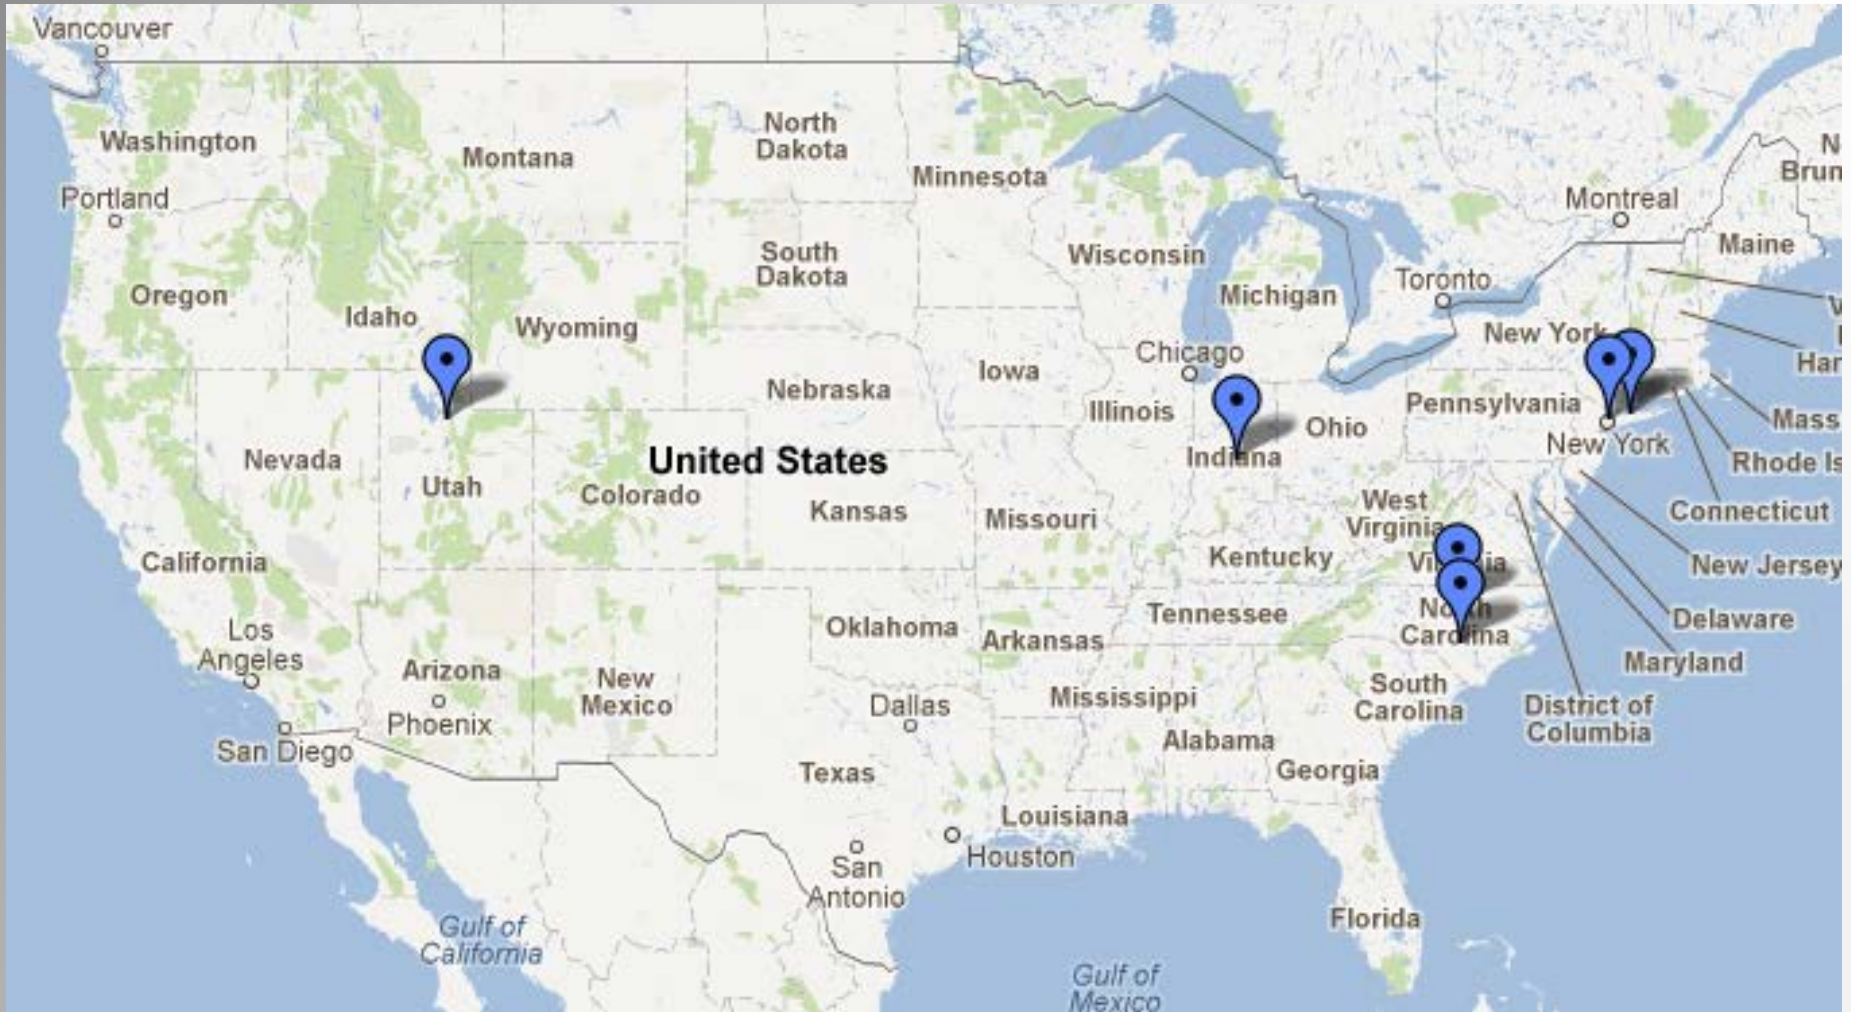 Vancouver
Washington
Portland
Oregon
Idaho
Montana
North
Dakota
Minnesota
South
Dakota
Wyoming
Wisconsin
Michigan
Toronto
Montreal
Maine
New York
Chicago
Iowa
Nebraska
Illinois
Indiana
Ohio
Pennsylvania
New York
Mass
Rhode Is
Connecticut
New Jersey
Delaware
Maryland
District of
Columbia
Nevada
Utah
Colorado
United States
Kansas
Missouri
Kentucky
West
Virginia
Virginia
California
Los
Angeles
San Diego
Arizona
Phoenix
New
Mexico
Oklahoma
Arkansas
Tennessee
North
Carolina
South
Carolina
Dallas
Mississippi
Alabama
Georgia
Texas
Louisiana
Houston
San
Antonio
Florida
Gulf of
California
Gulf of
Mexico